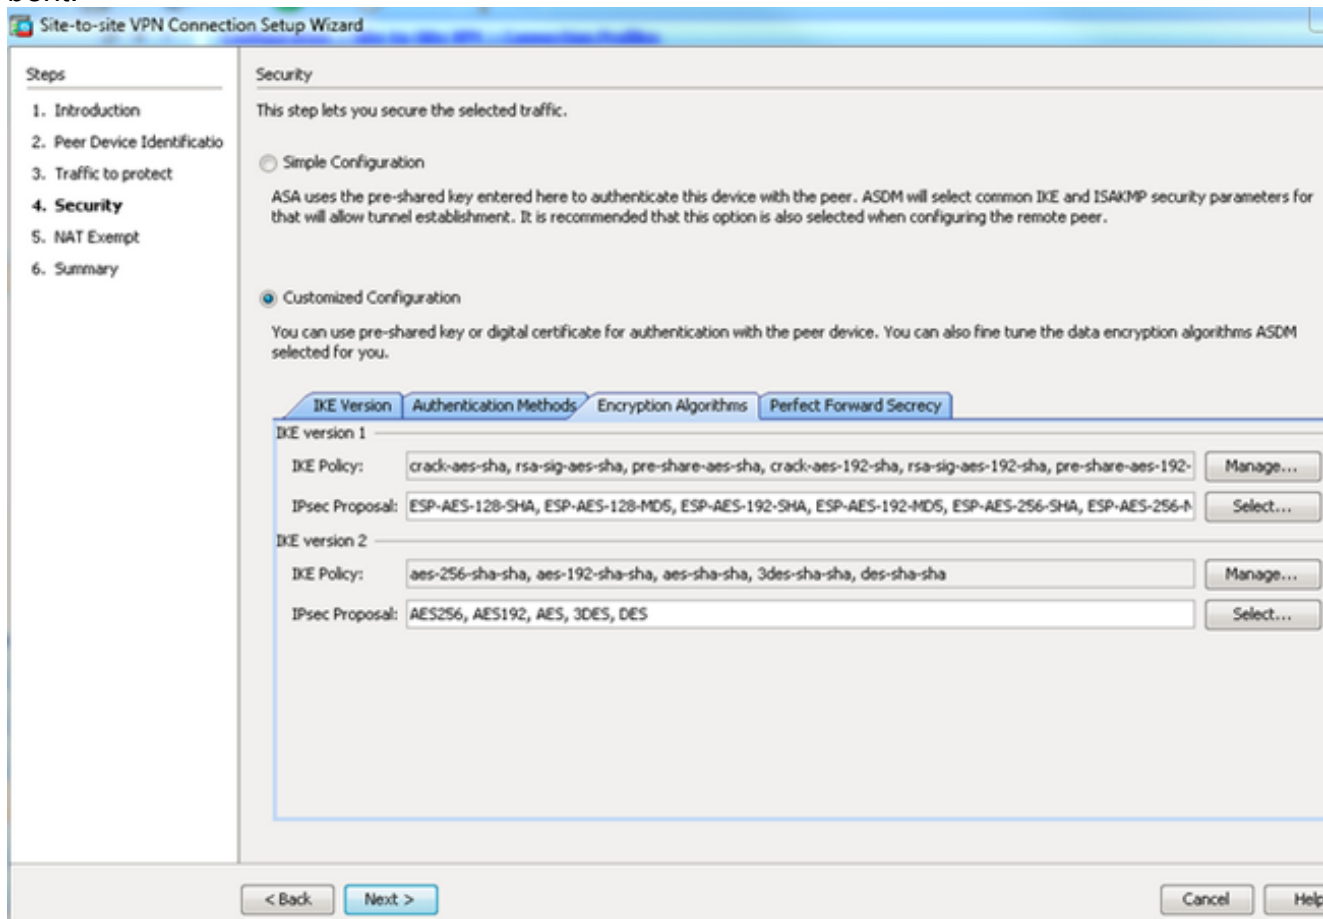 Site-to-site VPN Connection Setup Wizard
Steps
1. Introduction
2. Peer Device Identificatio
3. Traffic to protect
4. Security
5. NAT Exempt
6. Summary
Security
This step lets you secure the selected traffic.
Simple Configuration
ASA uses the pre-shared key entered here to authenticate this device with the peer. ASDM will select common IKE and ISAKMP security parameters for
that will allow tunnel establishment. It is recommended that this option is also selected when configuring the remote peer.
Customized Configuration
You can use pre-shared key or digital certificate for authentication with the peer device. You can also fine tune the data encryption algorithms ASDM
selected for you.
IKE Version Authentication Methods Encryption Algorithms Perfect Forward Secrecy
IKE version 1
IKE Policy: crack-aes-sha, rsa-sig-aes-sha, pre-share-aes-sha, crack-aes-192-sha, rsa-sig-aes-192-sha, pre-share-aes-192- Manage...
IPsec Proposal: ESP-AES-128-SHA, ESP-AES-128-MD5, ESP-AES-192-SHA, ESP-AES-192-MD5, ESP-AES-256-SHA, ESP-AES-256- Select...
IKE version 2
IKE Policy: aes-256-sha-sha, aes-192-sha-sha, aes-sha-sha, 3des-sha-sha, des-sha-sha Manage...
IPsec Proposal: AES256, AES192, AES, 3DES, DES Select...
< Back Next > Cancel Help